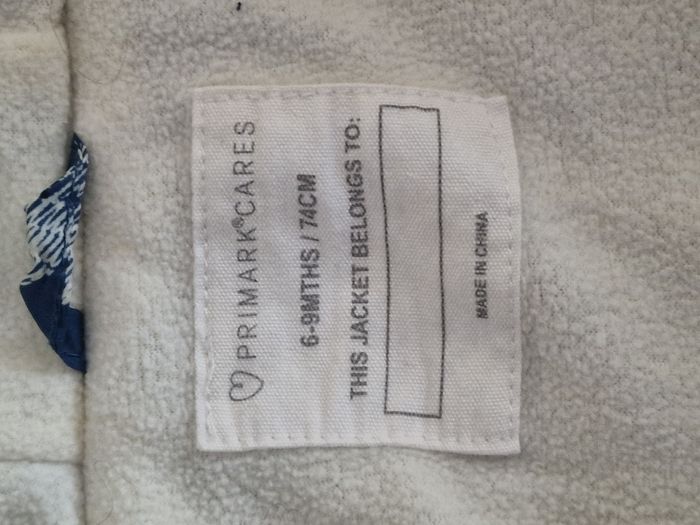 PRIMARK®CARES
6-9MTHS / 74CM
THIS JACKET BELONGS TO:
MADE IN CHINA